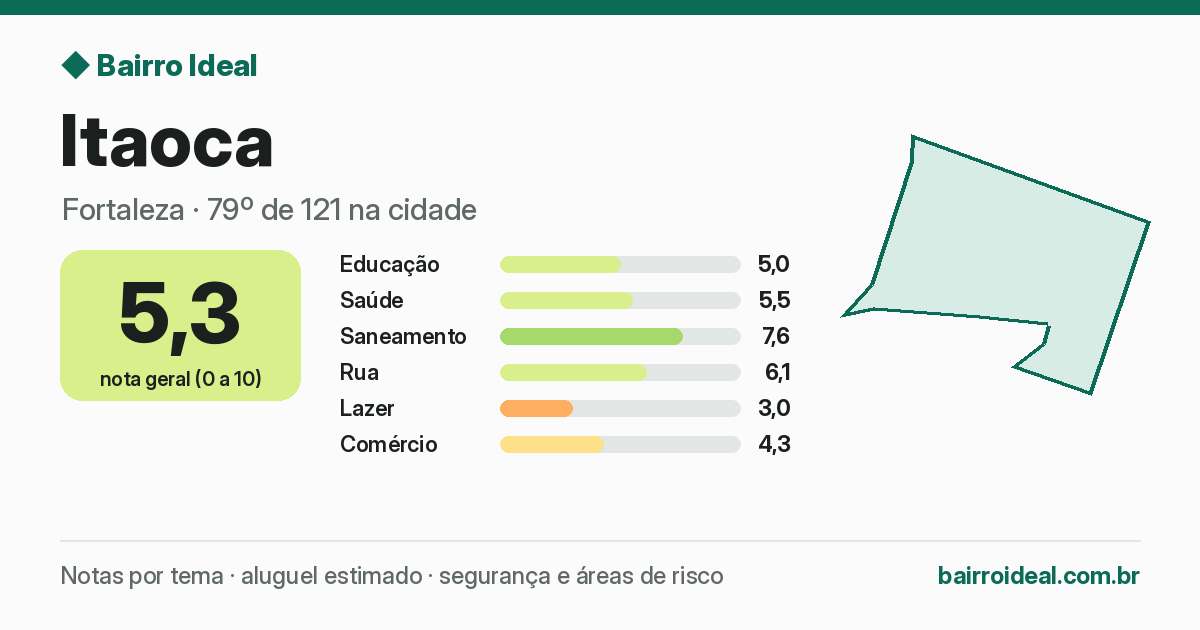 Bairro Ideal
Itaoca
Fortaleza · 79º de 121 na cidade
5,3
nota geral (0 a 10)
Educação 5,0
Saúde 5,5
Saneamento 7,6
Rua 6,1
Lazer 3,0
Comércio 4,3
Notas por tema · aluguel estimado · segurança e áreas de risco
bairroideal.com.br